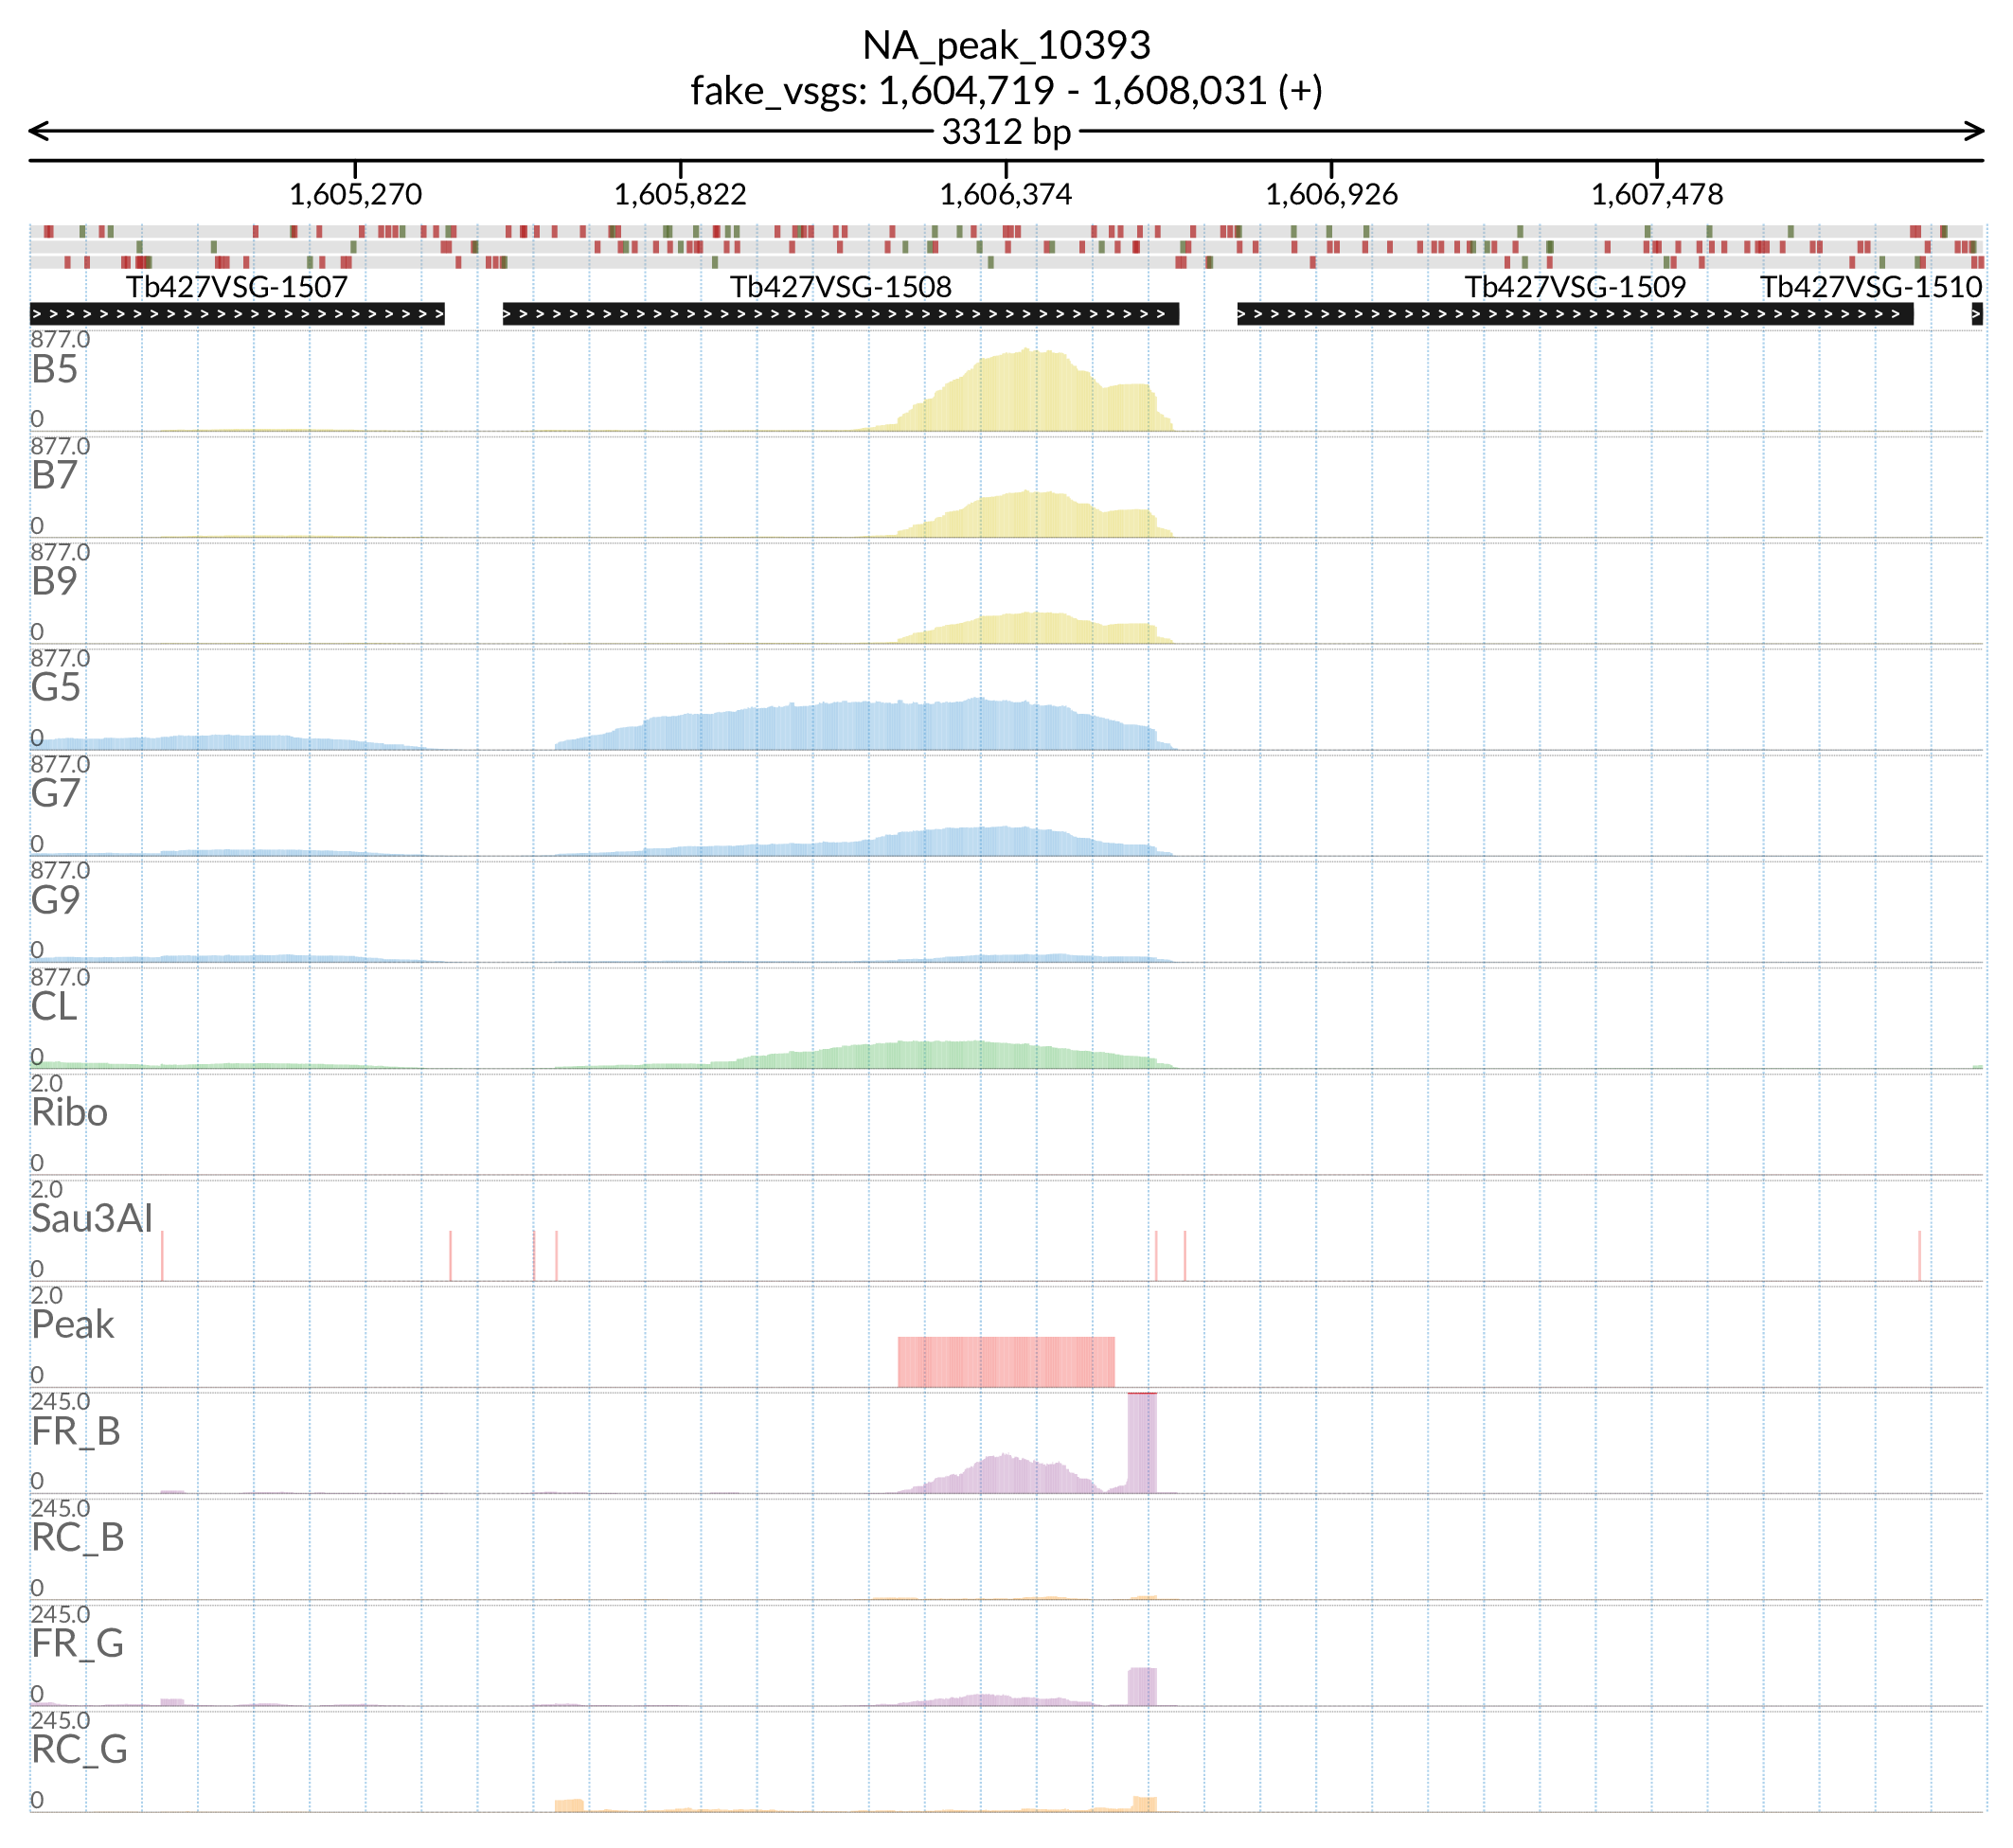 NA_peak_10393
fake_vsgs: 1,604,719 - 1,608,031 (+)
3312 bp
1,605,270 1,605,822 1,606,374 1,606,926 1,607,478
Tb427VSG-1507 Tb427VSG-1508 Tb427VSG-1509 Tb427VSG-1510
877.0
B5
0
877.0
B7
0
877.0
B9
0
877.0
G5
0
877.0
G7
0
877.0
G9
0
877.0
CL
0
2.0
Ribo
0
2.0
Sau3AI
0
2.0
Peak
0
245.0
FR_B
0
245.0
RC_B
0
245.0
FR_G
0
245.0
RC_G
0